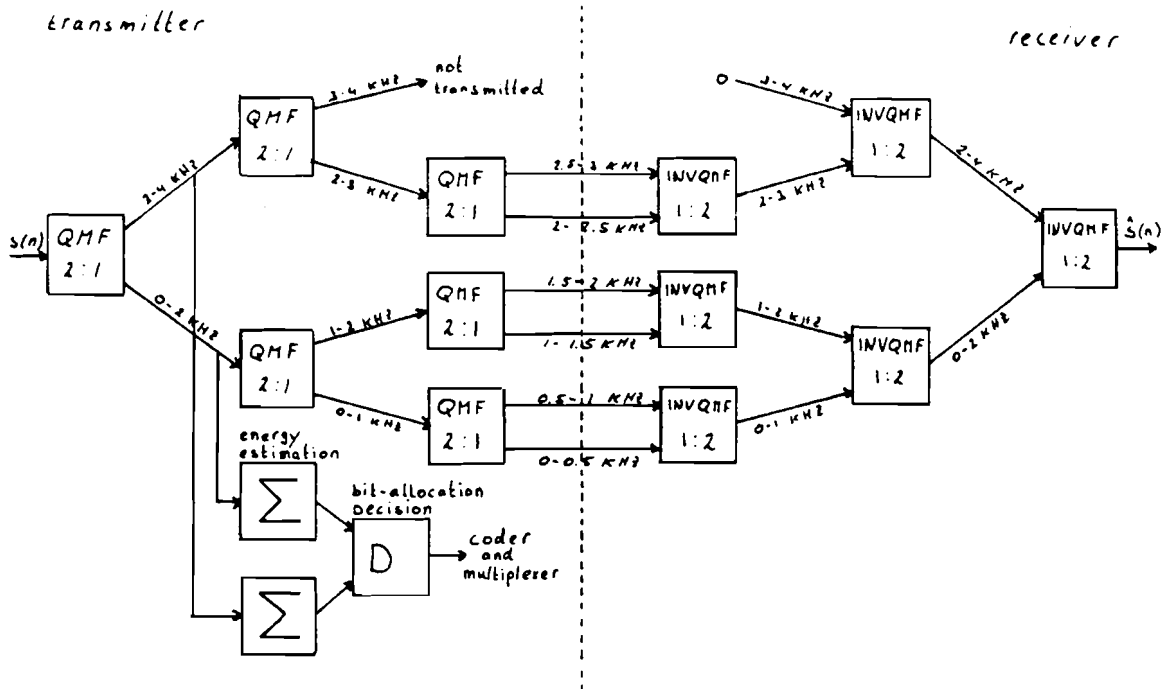 transmitter
receiver
not
transmitted
3-4 KHz
QMF
2:1
2-3 KHz
2-4 KHz
QMF
2:1
2.5-3 KHz
2-2.5 KHz
INVQMF
1:2
2-3 KHz
0
3-4 KHz
INVQMF
1:2
2-4 KHz
s(n)
QMF
2:1
0-2 KHz
QMF
2:1
1-2 KHz
0-1 KHz
QMF
2:1
1.5-2 KHz
1-1.5 KHz
INVQMF
1:2
1-2 KHz
QMF
2:1
0.5-1 KHz
0-0.5 KHz
INVQMF
1:2
0-1 KHz
INVQMF
1:2
0-2 KHz
INVQMF
1:2
ŝ(n)
energy
estimation
Σ
Σ
bit-allocation
Decision
D
coder
and
multiplexer